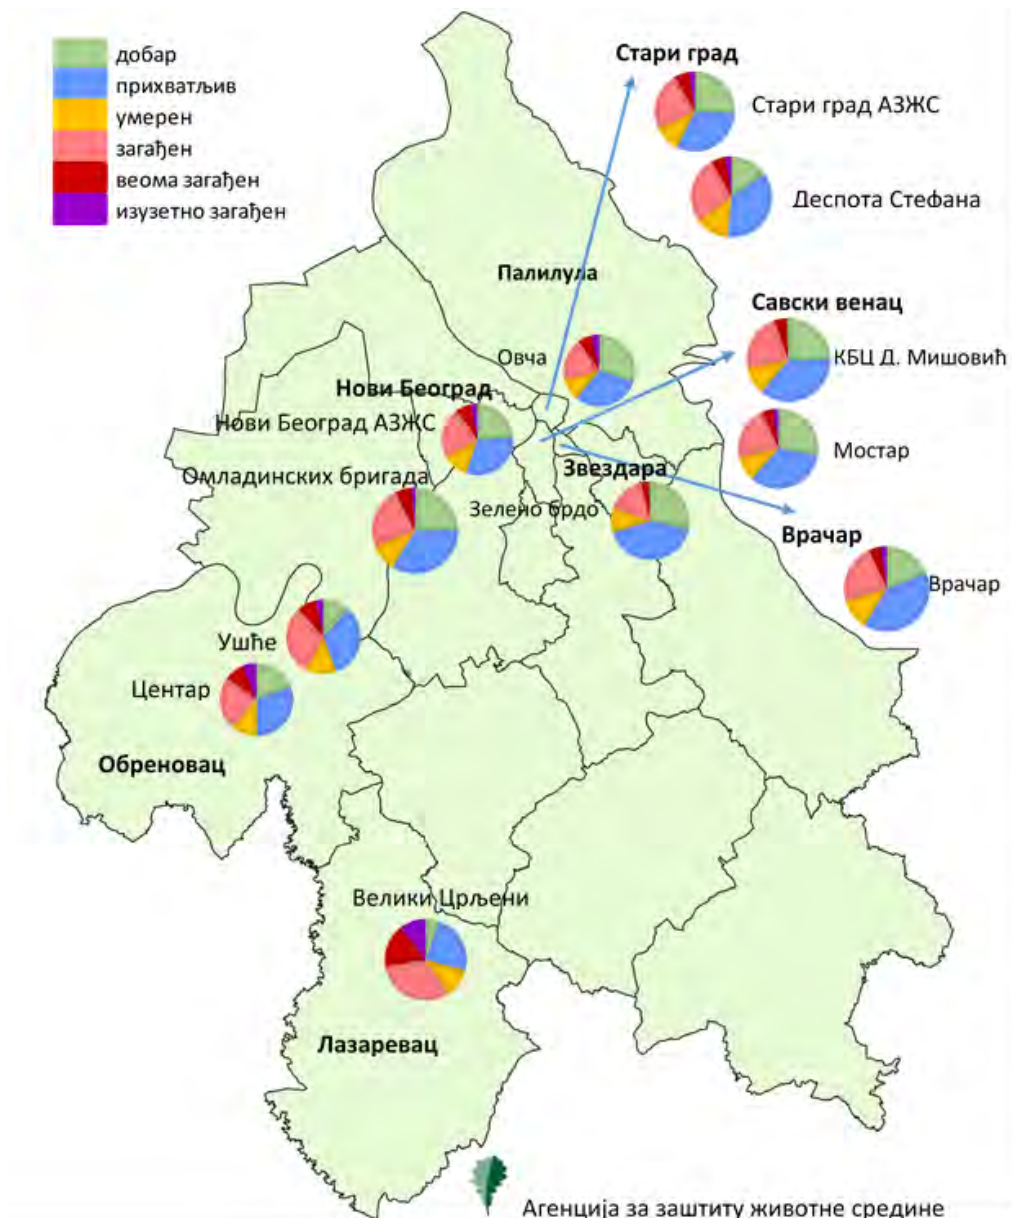 добар
прихватљив
умерен
загађен
веома загађен
изузетно загађен
Стари град
Стари град АЗЖС
Деспота Стефана
Палилула
Савски венац
Овча
КБЦ Д. Мишовић
Нови Београд
Нови Београд АЗЖС
Мостар
Омладинских бригада
Звездара
Зелено брдо
Врачар
Врачар
Ушће
Центар
Обреновац
Велики Црљени
Лазаревац
Агенција за заштиту животне средине